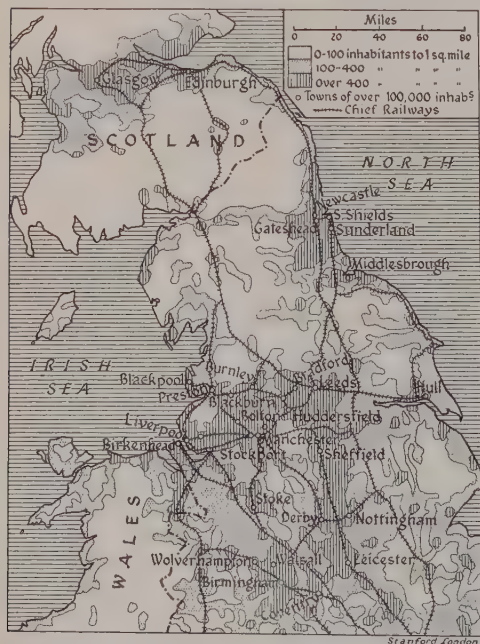 Miles
0 20 40 60 80
0-100 inhabitants to 1 sq. mile
100-400 " " " "
Over 400 " " " "
Towns of over 100,000 inhabs
Chief Railways
Glasgow
Edinburgh
SCOTLAND
NORTH
SEA
Newcastle
S. Shields
Gateshead
Sunderland
Middlesbrough
IRISH
SEA
Burnley
Bradford
Blackpool
Leeds
Hull
Preston
Blackburn
Bolton
Huddersfield
Liverpool
Manchester
Birkenhead
Stockport
Sheffield
Stoke
Derby
Nottingham
WALES
Wolverhampton
Walsall
Leicester
Birmingham
Stanford London